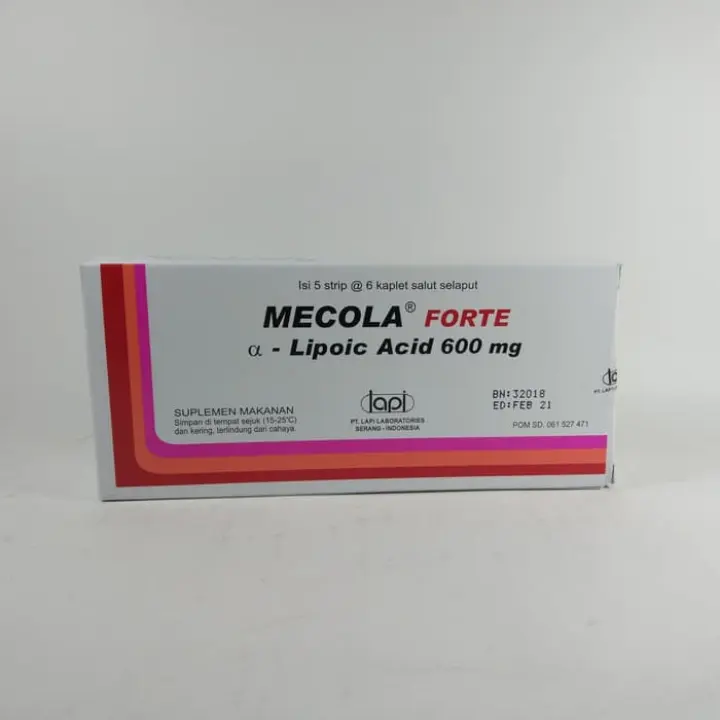 Isi 5 strip @ 6 kaplet salut selaput
MECOLA® FORTE
α - Lipoic Acid 600 mg
SUPLEMEN MAKANAN
Simpan di tempat sejuk (15-25°C)
dan kering, terlindung dari cahaya.
lapi
PT. LAPI LABORATORIES
SERANG - INDONESIA
BN:32018
ED:FEB 21
POM SD. 061 527 471